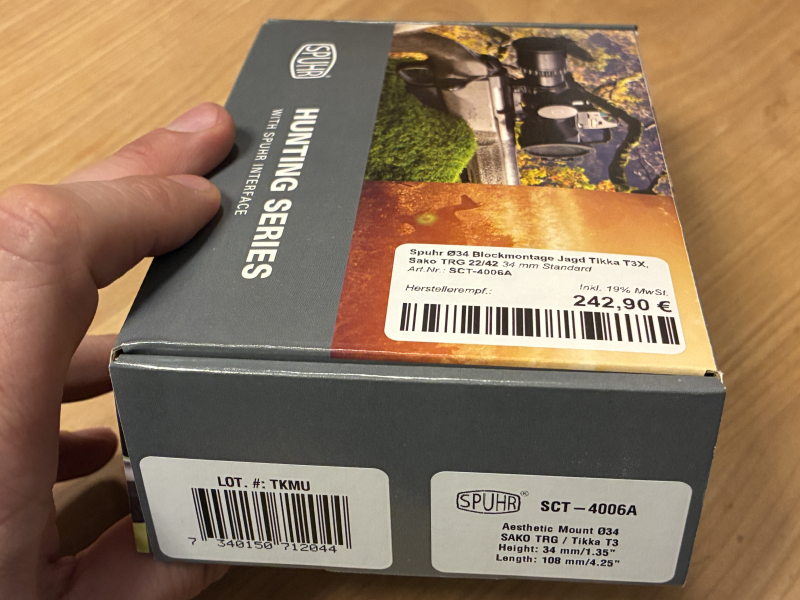 SPUHR
HUNTING SERIES
WITH SPUHR INTERFACE
Spuhr Ø34 Blockmontage Jagd Tikka T3X,
Sako TRG 22/42 34 mm Standard
Art.Nr.: SCT-4006A
Herstellerempf.: Inkl. 19% MwSt.
242,90 €
LOT. #: TKMU
7 340150 712044
SPUHR® SCT-4006A
Aesthetic Mount Ø34
SAKO TRG / Tikka T3
Height: 34 mm/1.35"
Length: 108 mm/4.25"